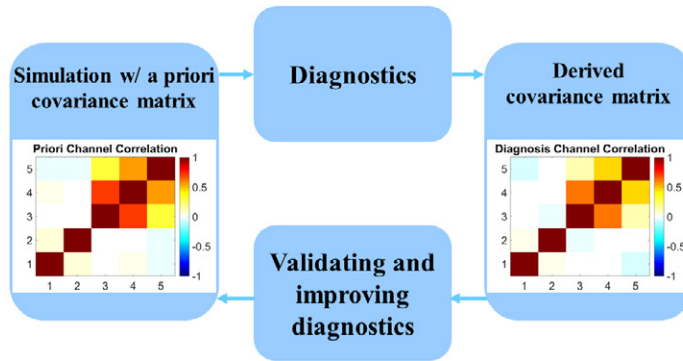 Simulation w/ a priori
covariance matrix
Priori Channel Correlation
5
4
3
2
1
1 2 3 4 5
1
0.5
0
-0.5
-1
Diagnostics
Derived
covariance matrix
Diagnosis Channel Correlation
5
4
3
2
1
1 2 3 4 5
1
0.5
0
-0.5
-1
Validating and
improving
diagnostics